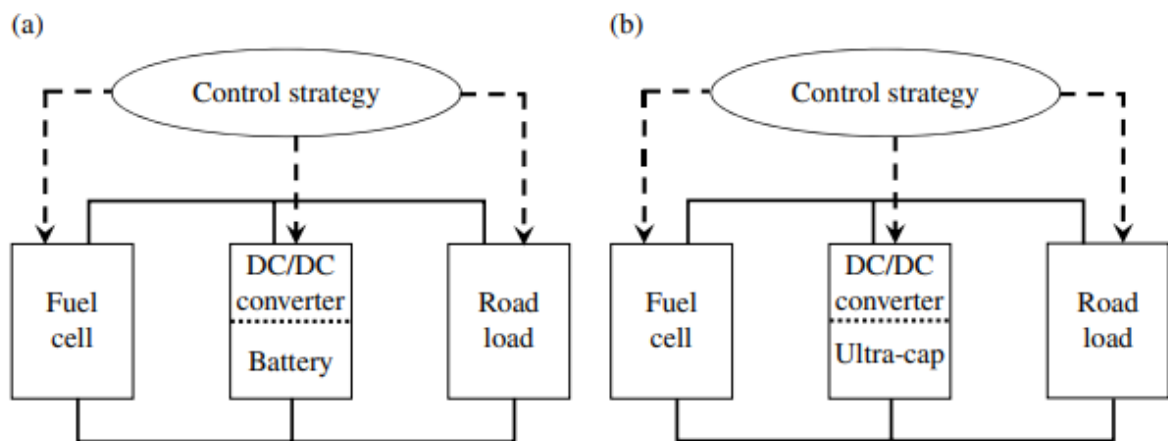 (a)
Control strategy
Fuel
cell
DC/DC
converter
Battery
Road
load
(b)
Control strategy
Fuel
cell
DC/DC
converter
Ultra-cap
Road
load